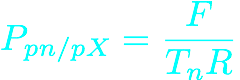 P_{pn/pX} = \frac{F}{T_n R}